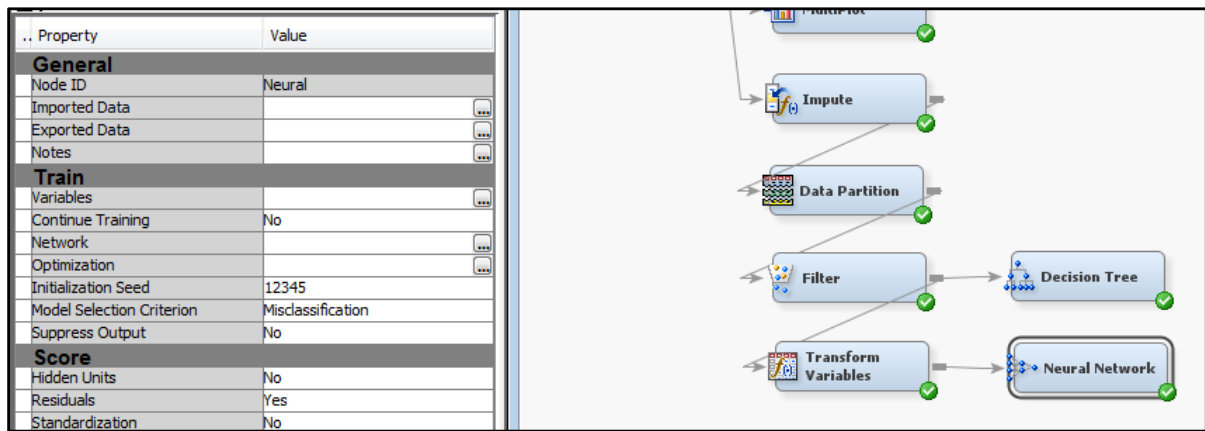 .. Property Value
General
Node ID Neural
Imported Data ...
Exported Data ...
Notes ...
Train
Variables ...
Continue Training No
Network ...
Optimization ...
Initialization Seed 12345
Model Selection Criterion Misclassification
Suppress Output No
Score
Hidden Units No
Residuals Yes
Standardization No
MultiPlot
Impute
Data Partition
Filter
Decision Tree
Transform
Variables
Neural Network